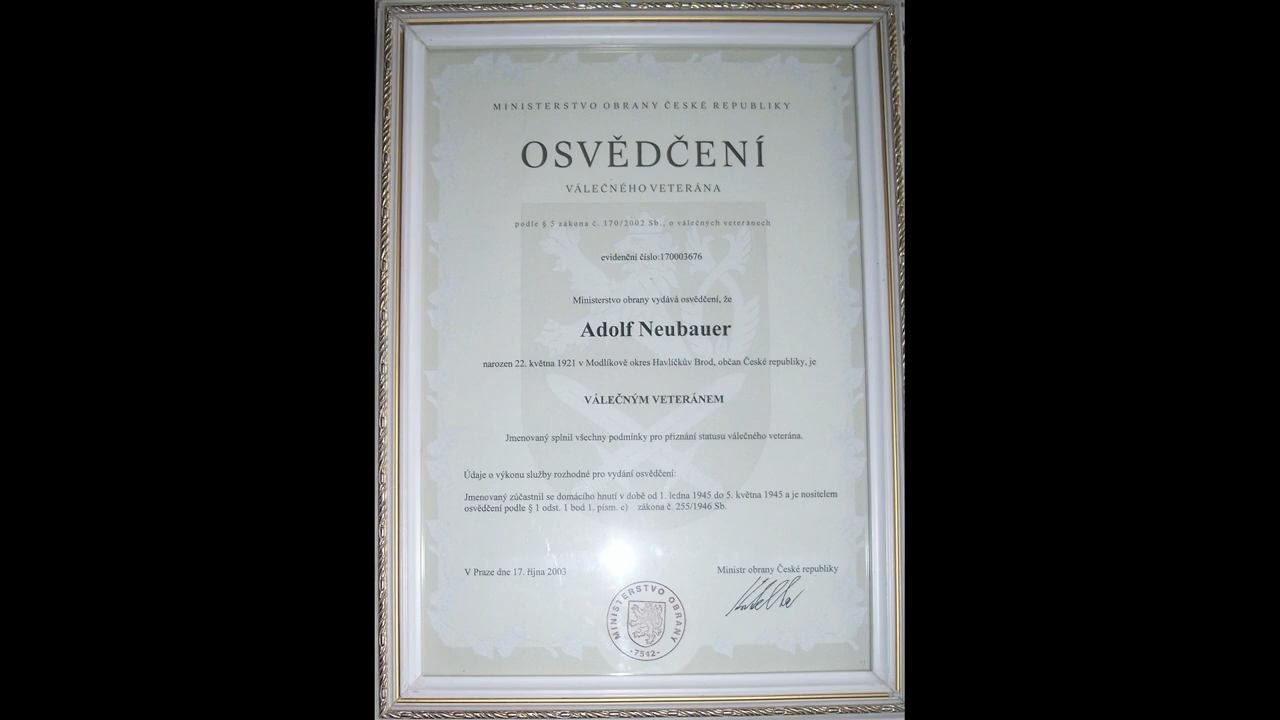 MINISTERSTVO OBRANY ČESKÉ REPUBLIKY
OSVĚDČENÍ
VÁLEČNÉHO VETERÁNA
podle § 5 zákona č. 170/2002 Sb., o válečných veteránech
evidenční číslo:170003676
Ministerstvo obrany vydává osvědčení, že
Adolf Neubauer
narozen 22. května 1921 v Modlíkově okres Havlíčkův Brod, občan České republiky, je
VÁLEČNÝM VETERÁNEM
Jmenovaný splnil všechny podmínky pro přiznání statusu válečného veterána.
Údaje o výkonu služby rozhodné pro vydání osvědčení:
Jmenovaný zúčastnil se domácího hnutí v době od 1. ledna 1945 do 5. května 1945 a je nositelem
osvědčení podle § 1 odst. 1 bod 1. písm. e) zákona č. 255/1946 Sb.
V Praze dne 17. října 2003
Ministr obrany České republiky
MINISTERSTVO OBRANY
-7542-